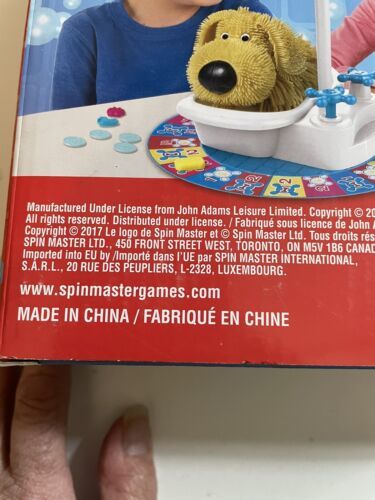 2
2
2
Manufactured Under License from John Adams Leisure Limited. Copyright © 20
All rights reserved. Distributed under license. / Fabriqué sous licence de John A
Copyright © 2017 Le logo de Spin Master et © Spin Master Ltd. Tous droits rés
SPIN MASTER LTD., 450 FRONT STREET WEST, TORONTO, ON M5V 1B6 CANAD
Imported into EU by /Importé dans l'UE par SPIN MASTER INTERNATIONAL,
S.A.R.L., 20 RUE DES PEUPLIERS, L-2328, LUXEMBOURG.
www.spinmastergames.com
MADE IN CHINA / FABRIQUÉ EN CHINE